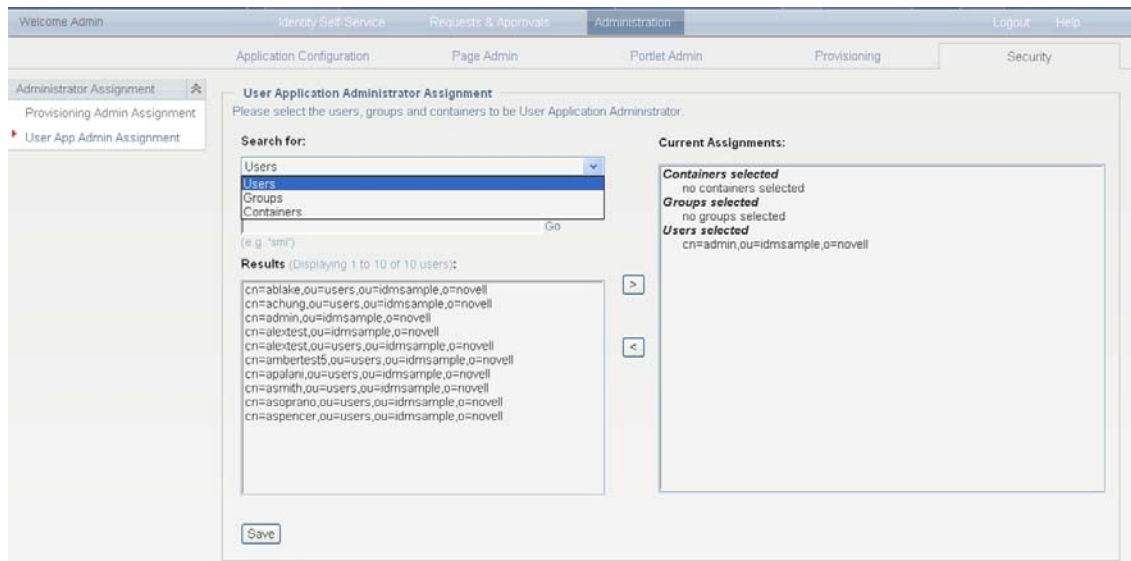 Welcome Admin
Identity Self-Service
Requests & Approvals
Administration
Logout
Help
Application Configuration
Page Admin
Portlet Admin
Provisioning
Security
Administrator Assignment
Provisioning Admin Assignment
User App Admin Assignment
User Application Administrator Assignment
Please select the users, groups and containers to be User Application Administrator.
Search for:
Users
Users
Groups
Containers
Go
(e.g. "smi")
Results (Displaying 1 to 10 of 10 users):
cn=ablake,ou=users,ou=idmsample,o=novell
cn=achung,ou=users,ou=idmsample,o=novell
cn=admin,ou=idmsample,o=novell
cn=alextest,ou=idmsample,o=novell
cn=alextest,ou=users,ou=idmsample,o=novell
cn=ambertest5,ou=users,ou=idmsample,o=novell
cn=apalani,ou=users,ou=idmsample,o=novell
cn=asmith,ou=users,ou=idmsample,o=novell
cn=asoprano,ou=users,ou=idmsample,o=novell
cn=aspencer,ou=users,ou=idmsample,o=novell
>
<
Current Assignments:
Containers selected
no containers selected
Groups selected
no groups selected
Users selected
cn=admin,ou=idmsample,o=novell
Save